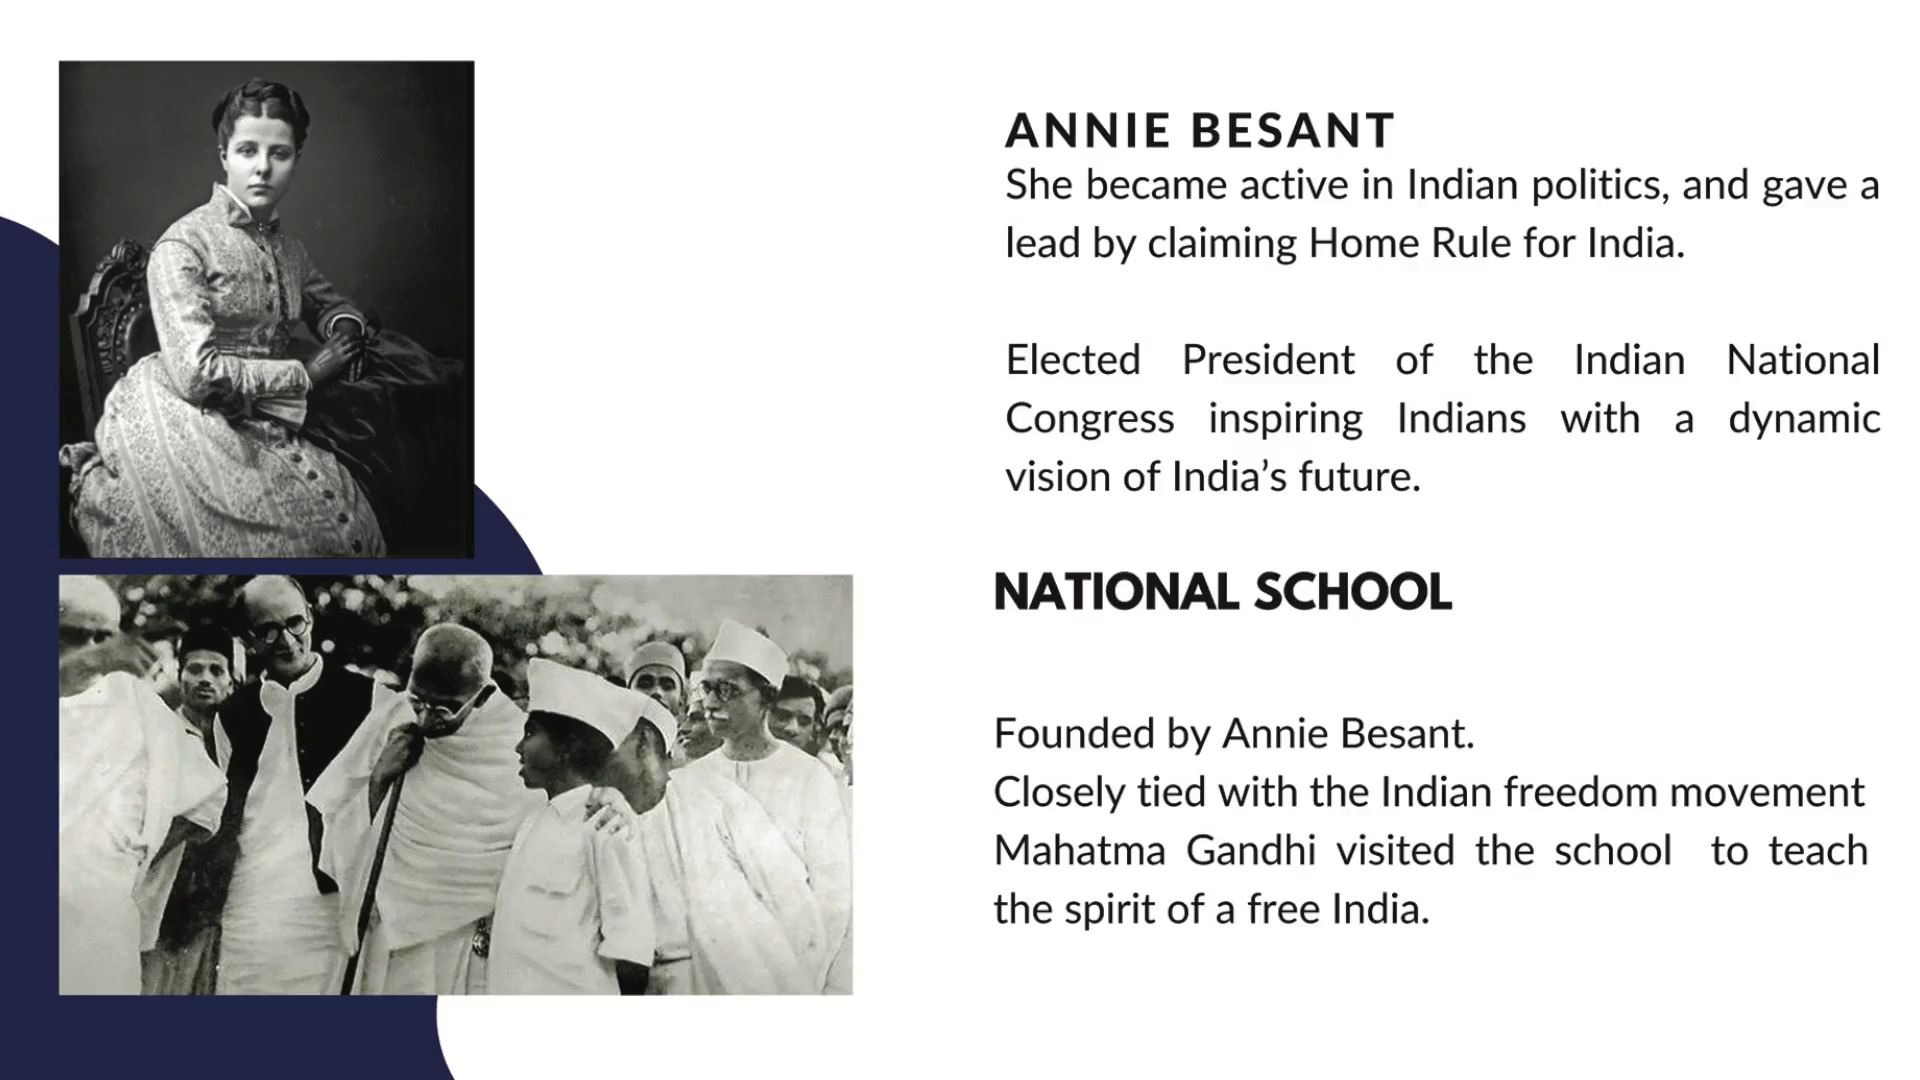 ANNIE BESANT
She became active in Indian politics, and gave a
lead by claiming Home Rule for India.
Elected President of the Indian National
Congress inspiring Indians with a dynamic
vision of India’s future.
NATIONAL SCHOOL
Founded by Annie Besant.
Closely tied with the Indian freedom movement
Mahatma Gandhi visited the school to teach
the spirit of a free India.